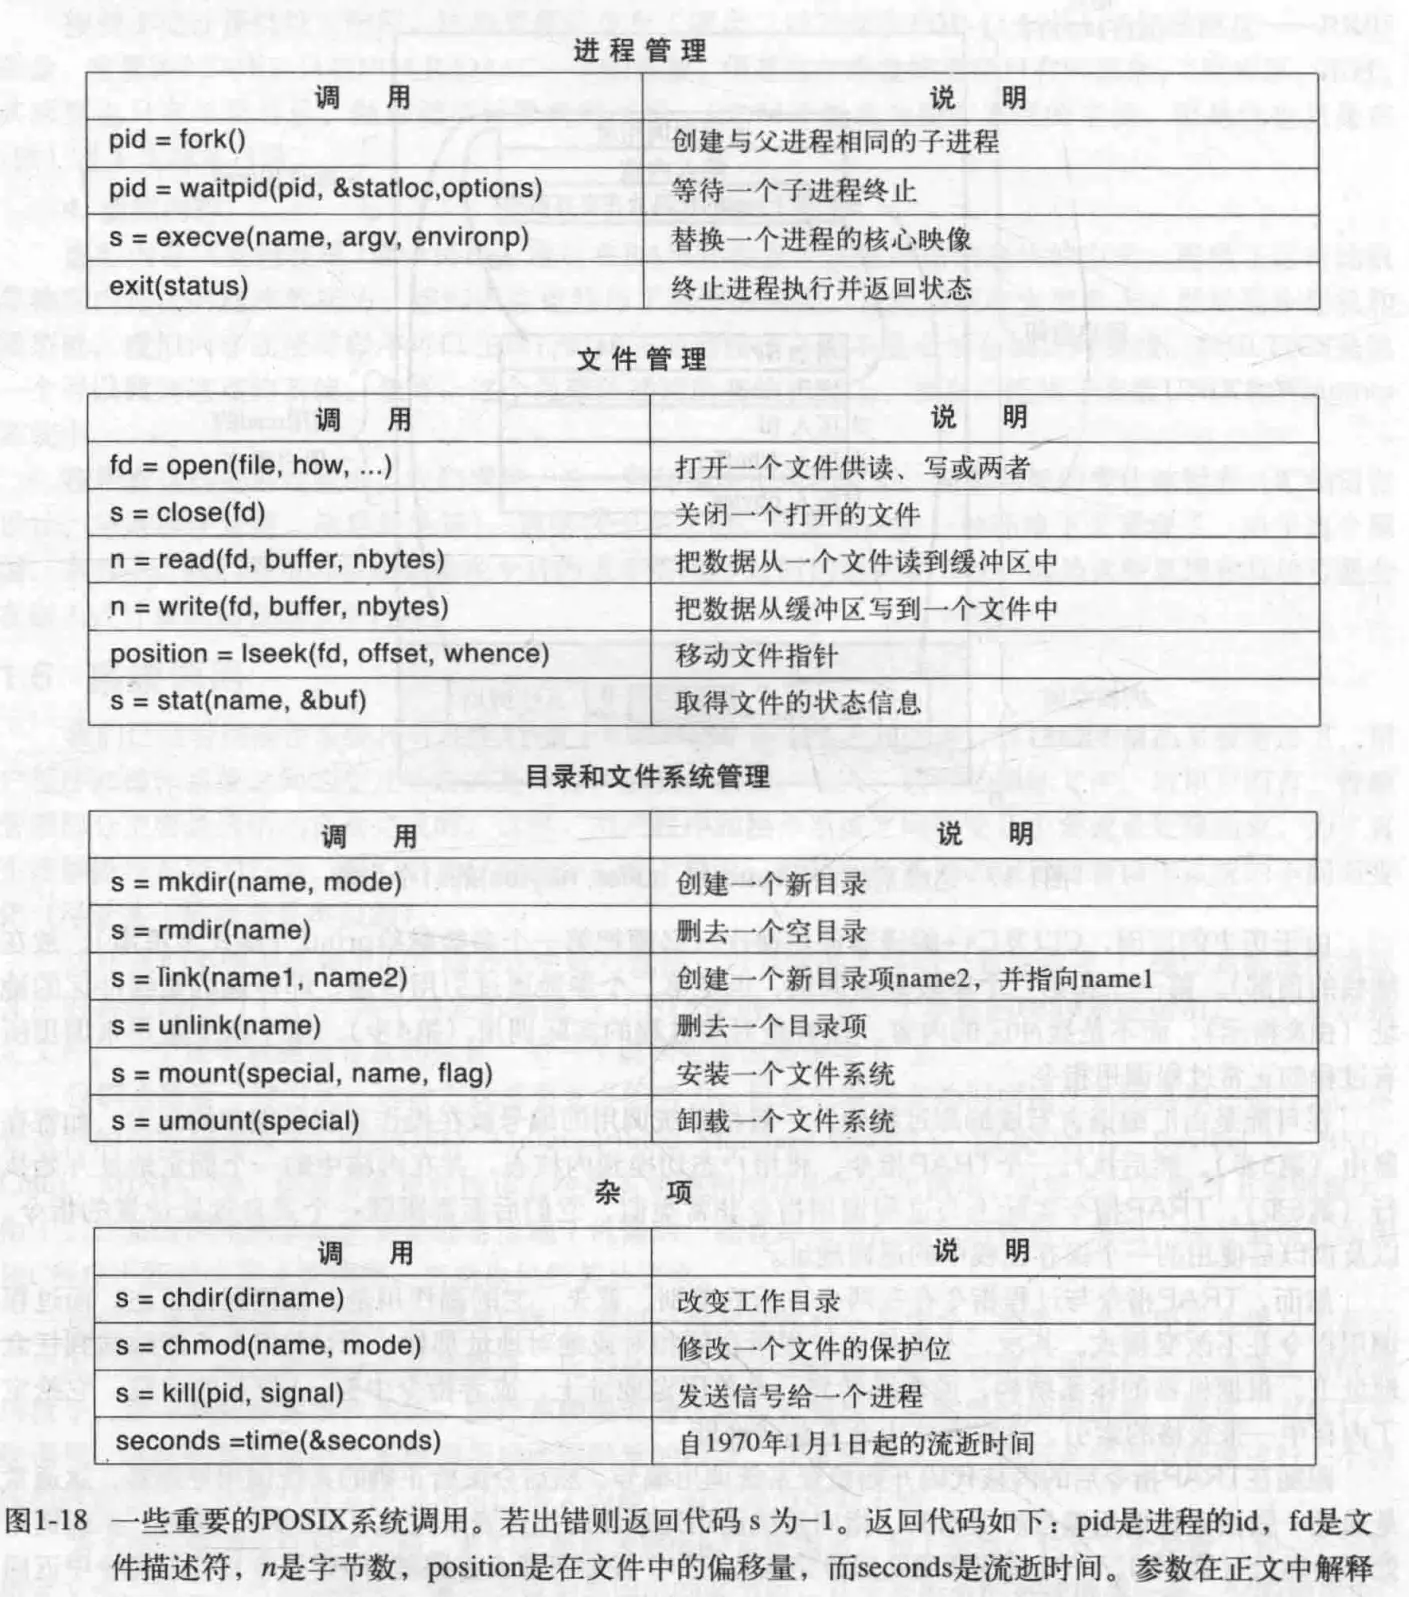 进 程 管 理
调 用 说 明
pid = fork() 创建与父进程相同的子进程
pid = waitpid(pid, &statloc,options) 等待一个子进程终止
s = execve(name, argv, environp) 替换一个进程的核心映像
exit(status) 终止进程执行并返回状态
文 件 管 理
调 用 说 明
fd = open(file, how, ...) 打开一个文件供读、写或两者
s = close(fd) 关闭一个打开的文件
n = read(fd, buffer, nbytes) 把数据从一个文件读到缓冲区中
n = write(fd, buffer, nbytes) 把数据从缓冲区写到一个文件中
position = lseek(fd, offset, whence) 移动文件指针
s = stat(name, &buf) 取得文件的状态信息
目录和文件系统管理
调 用 说 明
s = mkdir(name, mode) 创建一个新目录
s = rmdir(name) 删去一个空目录
s = link(name1, name2) 创建一个新目录项name2，并指向name1
s = unlink(name) 删去一个目录项
s = mount(special, name, flag) 安装一个文件系统
s = umount(special) 卸载一个文件系统
杂 项
调 用 说 明
s = chdir(dirname) 改变工作目录
s = chmod(name, mode) 修改一个文件的保护位
s = kill(pid, signal) 发送信号给一个进程
seconds =time(&seconds) 自1970年1月1日起的流逝时间
图1-18 一些重要的POSIX系统调用。若出错则返回代码 s 为–1。返回代码如下：pid是进程的id，fd是文
件描述符，n是字节数，position是在文件中的偏移量，而seconds是流逝时间。参数在正文中解释